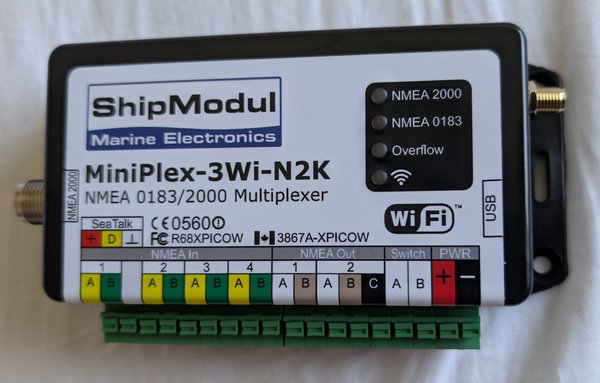 ShipModul
Marine Electronics
MiniPlex-3Wi-N2K
NMEA 0183/2000 Multiplexer
NMEA 2000
NMEA 0183
Overflow
WiFi™
NMEA 2000
USB
SeaTalk
+ D ⊥
CE0560!
FC R68XPICOW 3867A-XPICOW
NMEA In NMEA Out Switch PWR
1 2 3 4 1 2
A B A B A B A B A B A B C A B + −